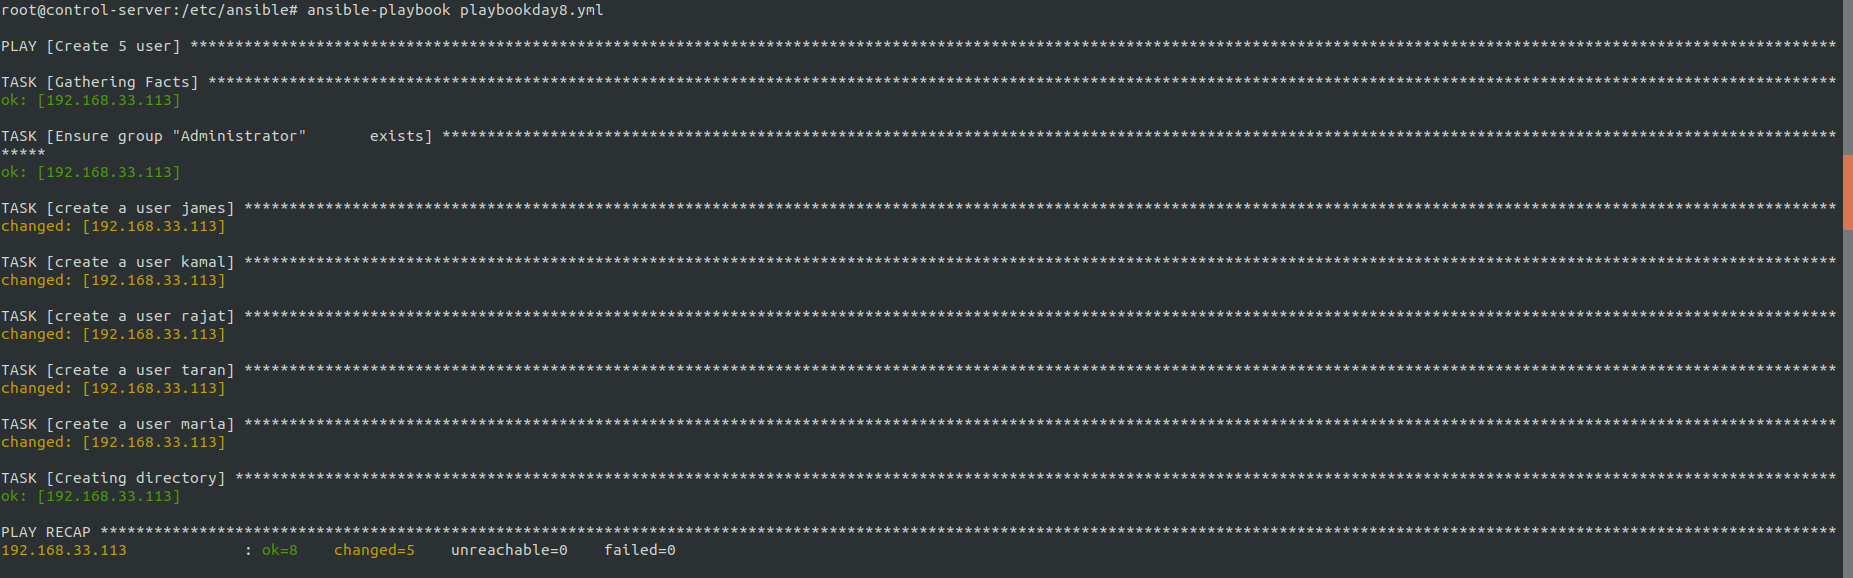 root@control-server:/etc/ansible# ansible-playbook playbookday8.yml
PLAY [Create 5 user] ***************************************************************************************************************************************************************************************
TASK [Gathering Facts] *************************************************************************************************************************************************************************************
ok: [192.168.33.113]
TASK [Ensure group "Administrator"       exists] ***********************************************************************************************************************************************************
*****
ok: [192.168.33.113]
TASK [create a user james] *********************************************************************************************************************************************************************************
changed: [192.168.33.113]
TASK [create a user kamal] *********************************************************************************************************************************************************************************
changed: [192.168.33.113]
TASK [create a user rajat] *********************************************************************************************************************************************************************************
changed: [192.168.33.113]
TASK [create a user taran] *********************************************************************************************************************************************************************************
changed: [192.168.33.113]
TASK [create a user maria] *********************************************************************************************************************************************************************************
changed: [192.168.33.113]
TASK [Creating directory] **********************************************************************************************************************************************************************************
ok: [192.168.33.113]
PLAY RECAP *************************************************************************************************************************************************************************************************
192.168.33.113             : ok=8    changed=5    unreachable=0    failed=0